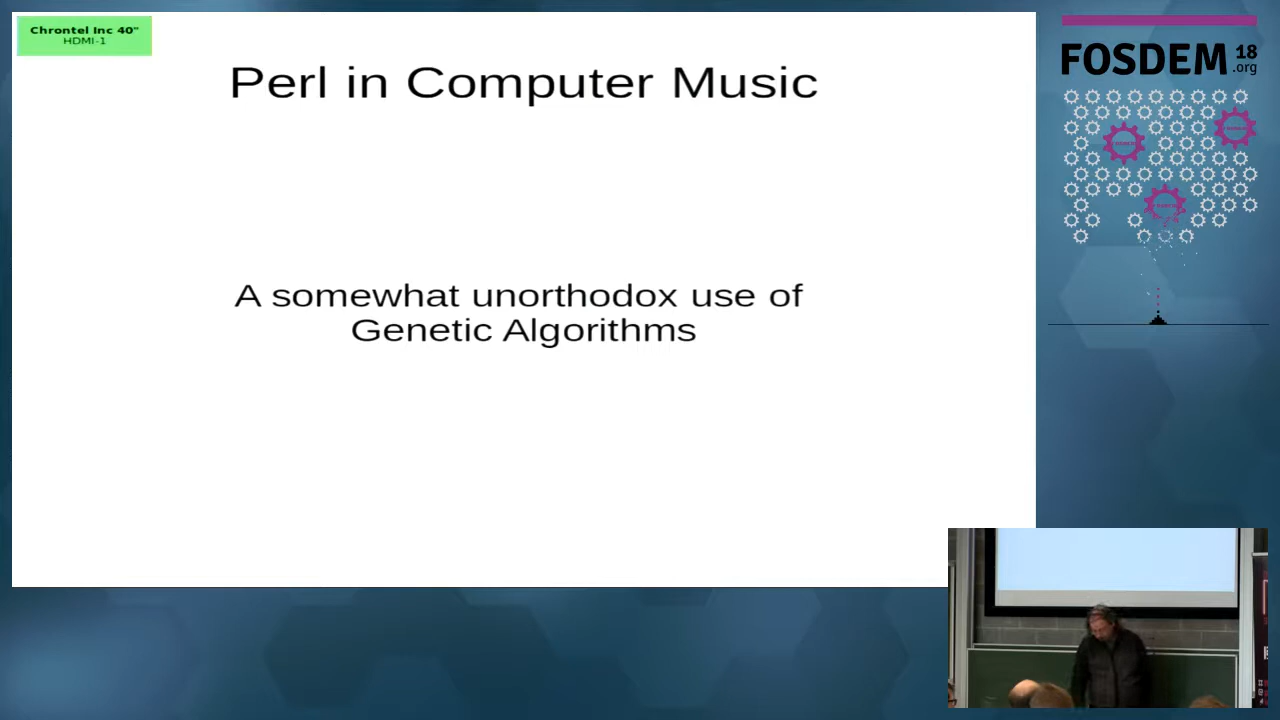 Chrontel Inc 40"
HDMI-1
Perl in Computer Music
A somewhat unorthodox use of
Genetic Algorithms
FOSDEM 18
.org